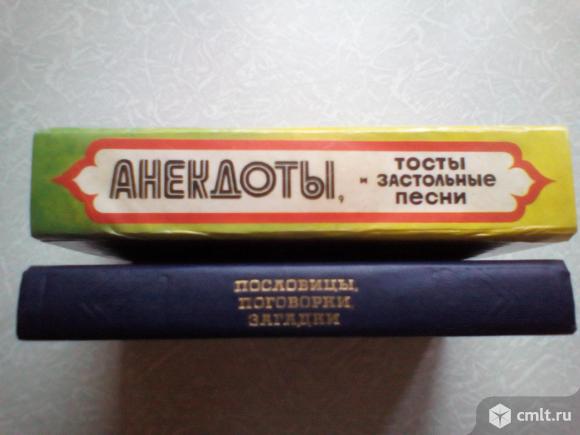 АНЕКДОТЫ,
ТОСТЫ
и ЗАСТОЛЬНЫЕ
ПЕСНИ
ПОСЛОВИЦЫ,
ПОГОВОРКИ,
ЗАГАДКИ
cmlt.ru